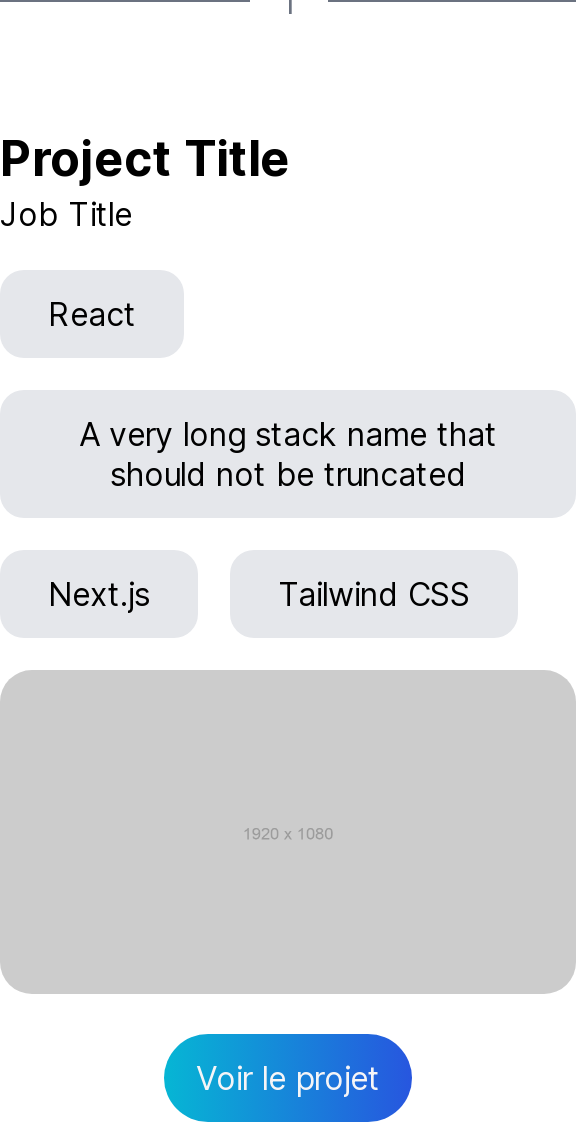 Project Title
Job Title
React
A very long stack name that
should not be truncated
Next.js
Tailwind CSS
1920 x 1080
Voir le projet